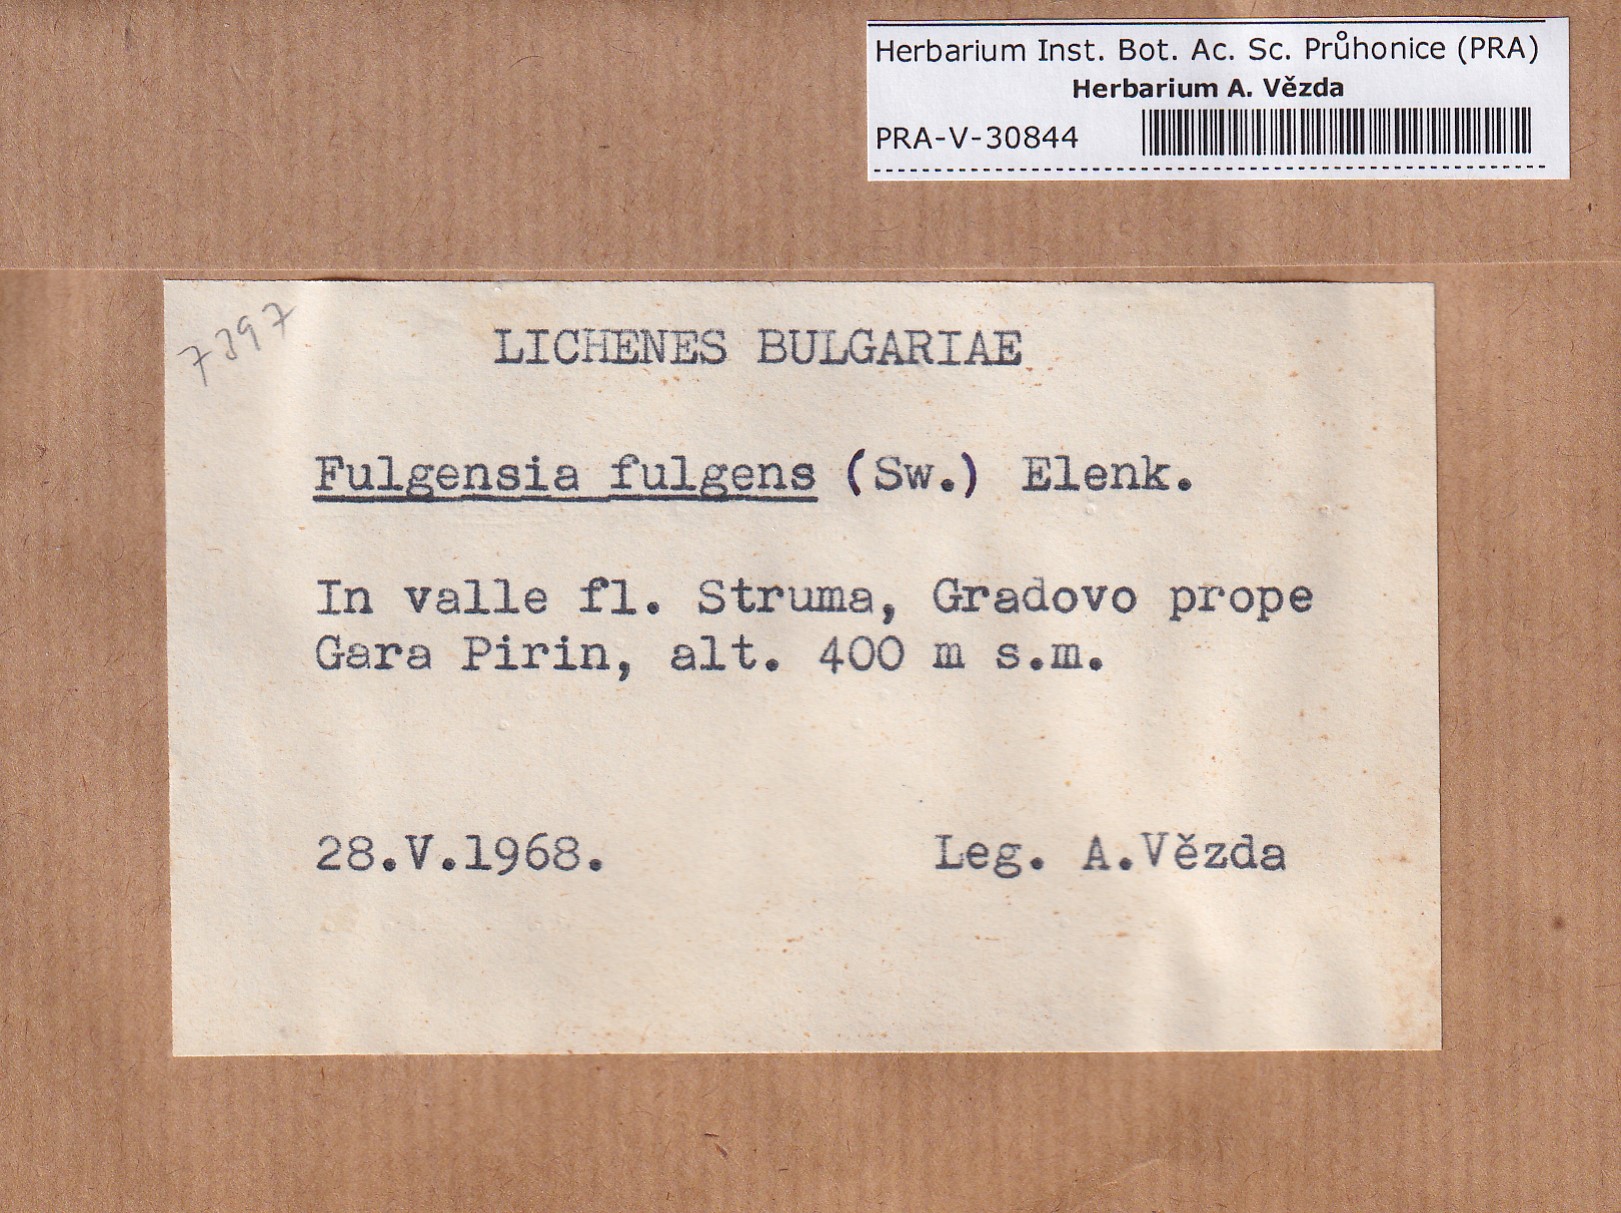 Herbarium Inst. Bot. Ac. Sc. Průhonice (PRA)
Herbarium A. Vězda
PRA-V-30844
7397
LICHENES BULGARIAE
Fulgensia fulgens (Sw.) Elenk.
In valle fl. Struma, Gradovo prope
Gara Pirin, alt. 400 m s.m.
28.V.1968.
Leg. A.Vězda